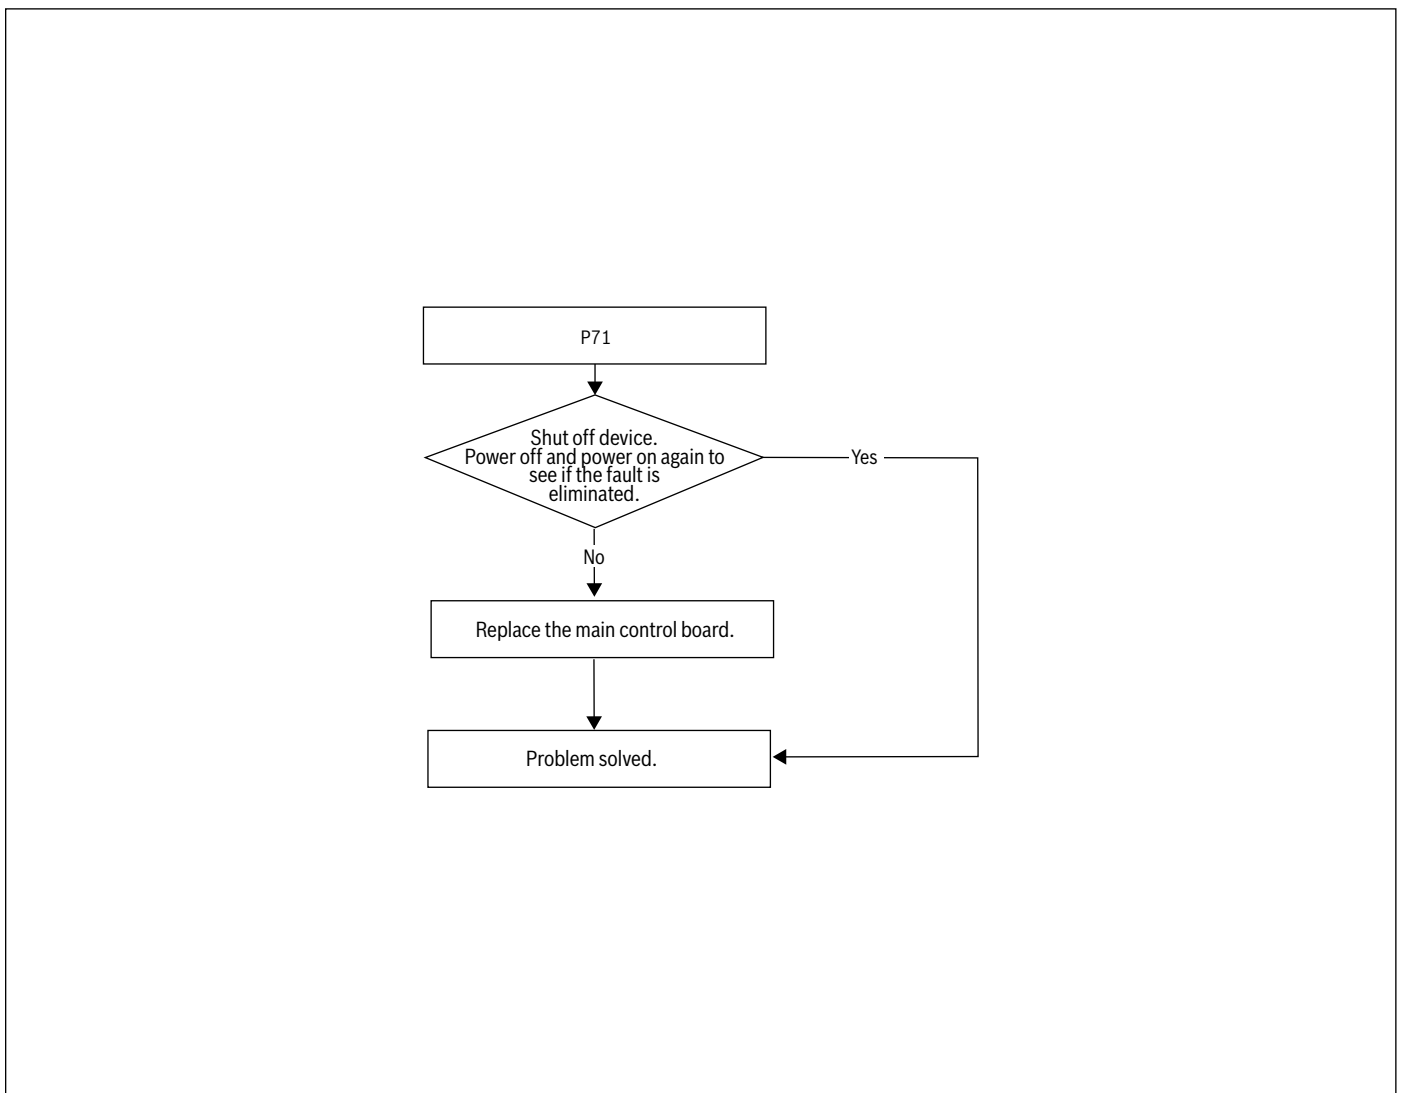 P71
Shut off device.
Power off and power on again to
see if the fault is
eliminated.
Yes
No
Replace the main control board.
Problem solved.